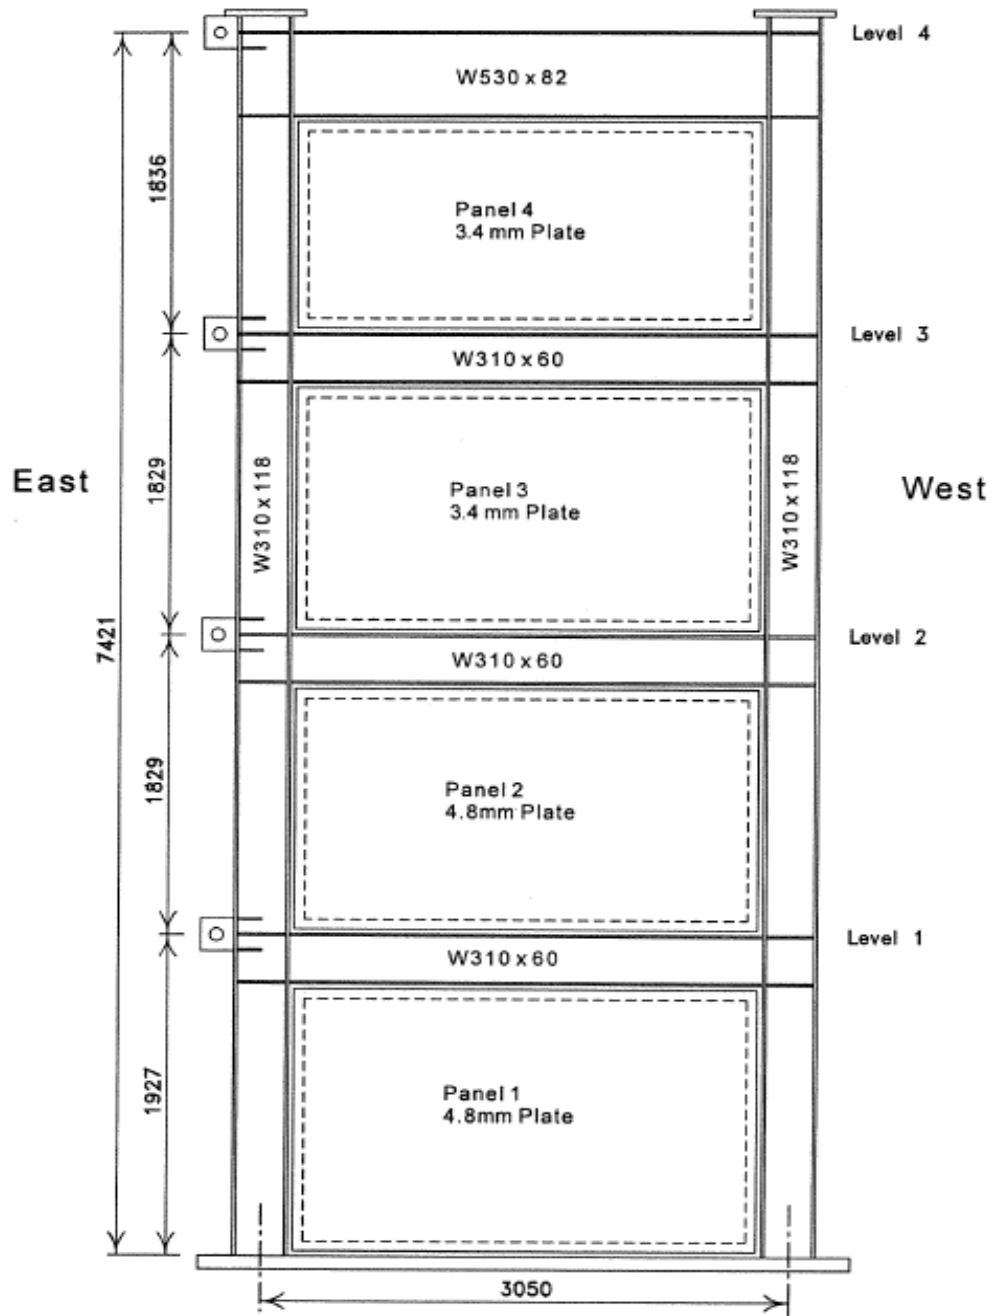 Level 4
W530 x 82
1836
Panel 4
3.4 mm Plate
Level 3
W310 x 60
East
1829
W310 x 118
Panel 3
3.4 mm Plate
W310 x 118
West
7421
Level 2
W310 x 60
1829
Panel 2
4.8mm Plate
Level 1
W310 x 60
1927
Panel 1
4.8mm Plate
3050